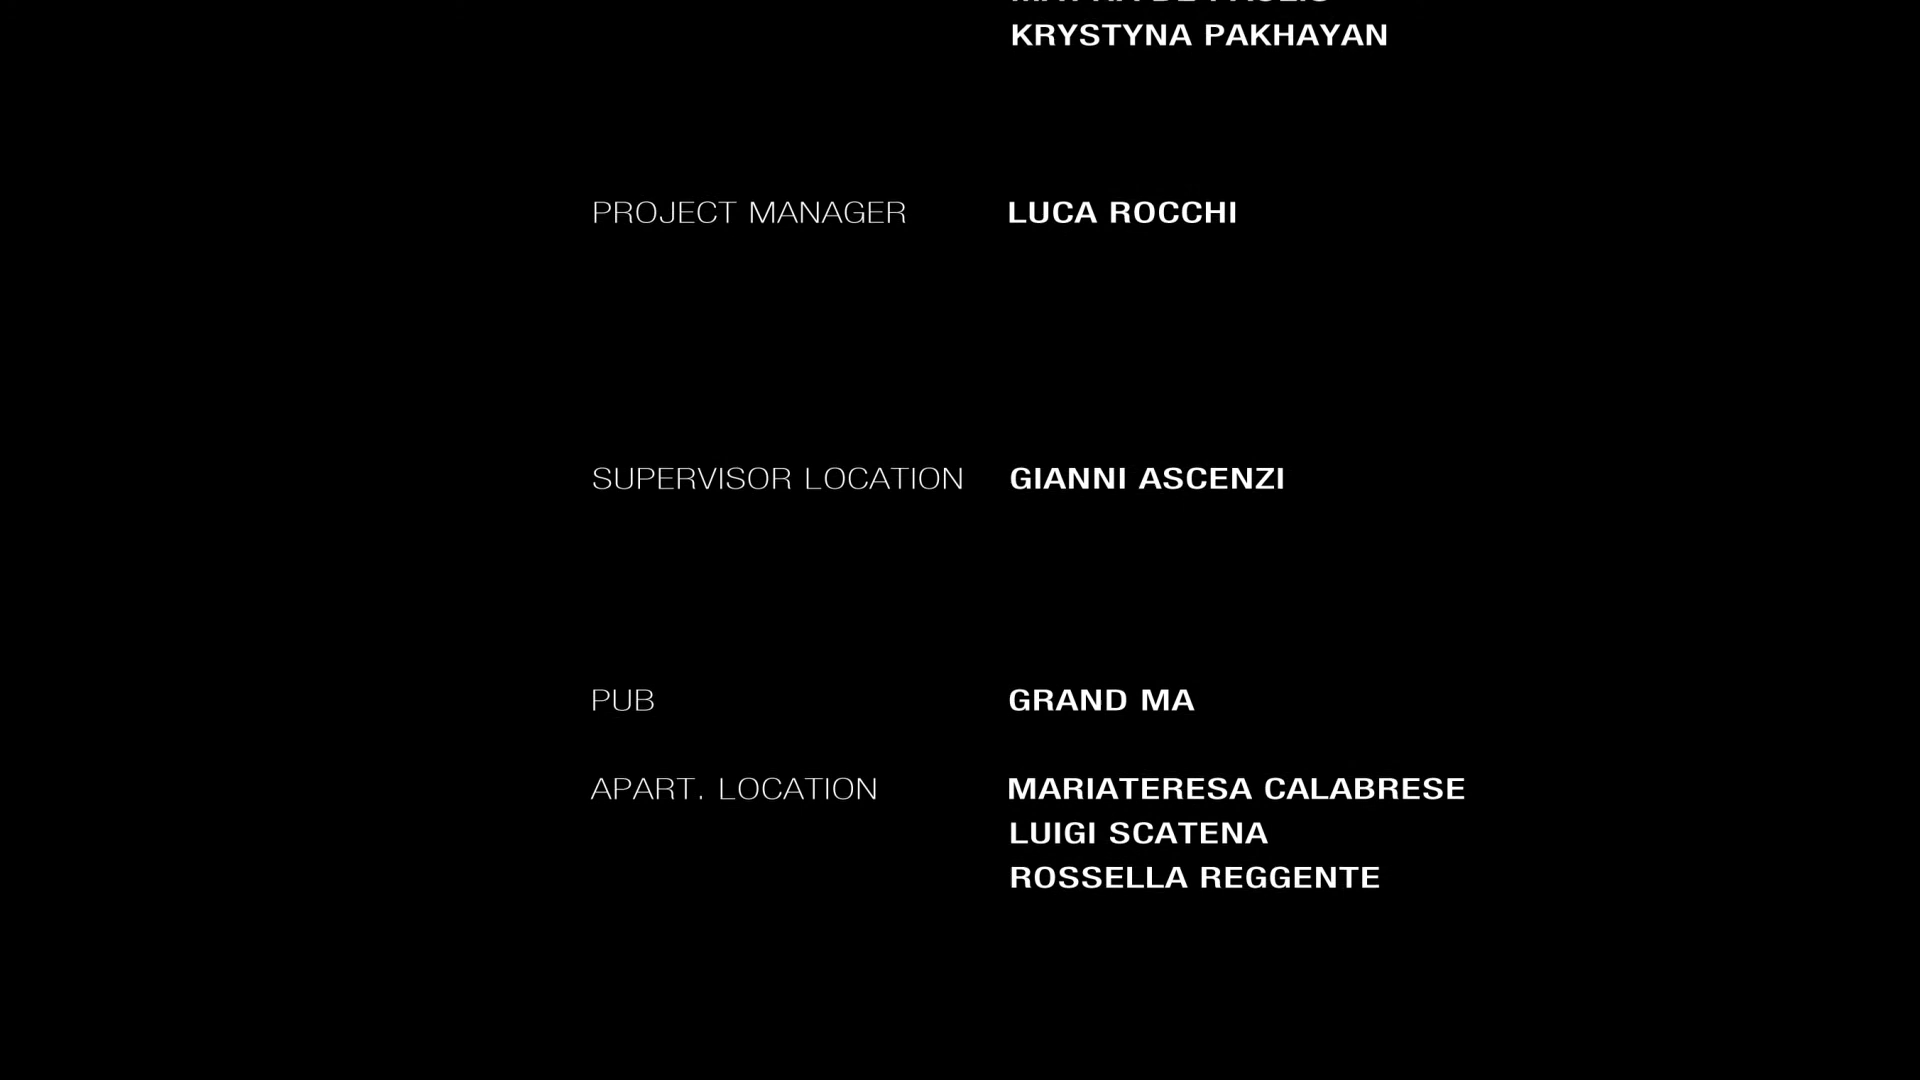 KRYSTYNA PAKHAYAN
PROJECT MANAGER LUCA ROCCHI
SUPERVISOR LOCATION GIANNI ASCENZI
PUB GRAND MA
APART. LOCATION MARIATERESA CALABRESE
LUIGI SCATENA
ROSSELLA REGGENTE